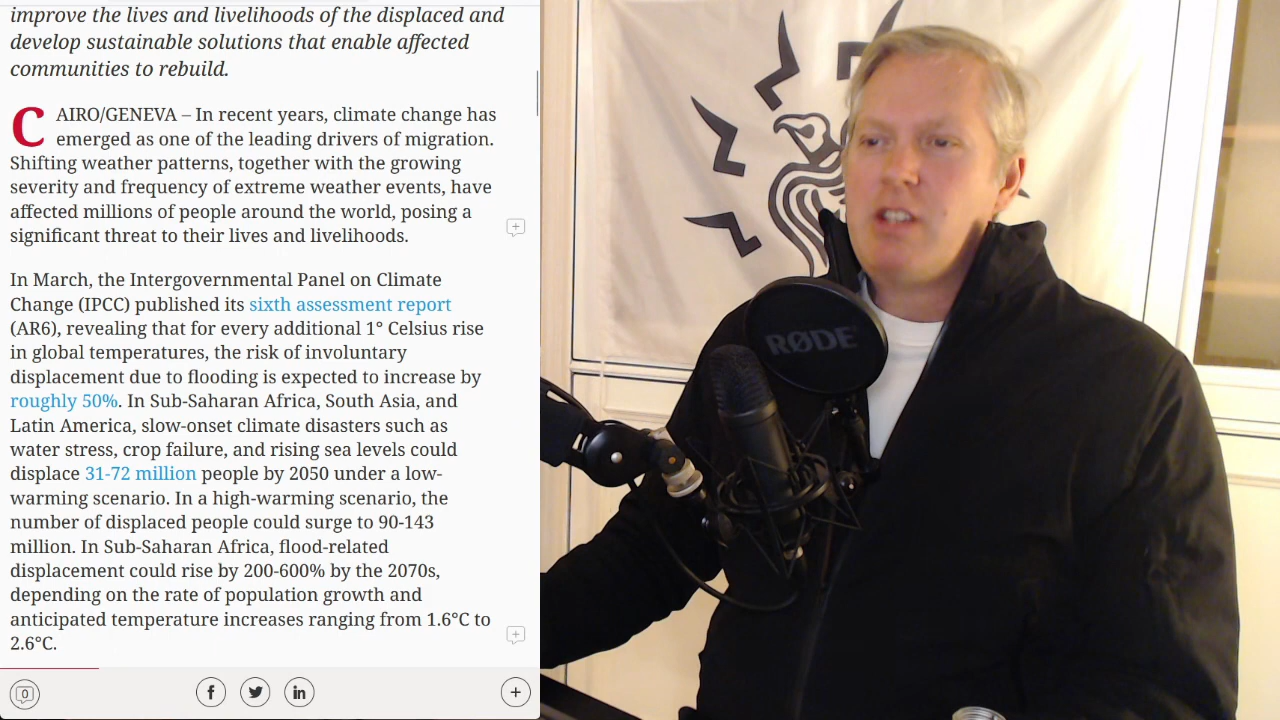 improve the lives and livelihoods of the displaced and
develop sustainable solutions that enable affected
communities to rebuild.
CAIRO/GENEVA – In recent years, climate change has
emerged as one of the leading drivers of migration.
Shifting weather patterns, together with the growing
severity and frequency of extreme weather events, have
affected millions of people around the world, posing a
significant threat to their lives and livelihoods.
In March, the Intergovernmental Panel on Climate
Change (IPCC) published its sixth assessment report
(AR6), revealing that for every additional 1° Celsius rise
in global temperatures, the risk of involuntary
displacement due to flooding is expected to increase by
roughly 50%. In Sub-Saharan Africa, South Asia, and
Latin America, slow-onset climate disasters such as
water stress, crop failure, and rising sea levels could
displace 31-72 million people by 2050 under a low-
warming scenario. In a high-warming scenario, the
number of displaced people could surge to 90-143
million. In Sub-Saharan Africa, flood-related
displacement could rise by 200-600% by the 2070s,
depending on the rate of population growth and
anticipated temperature increases ranging from 1.6°C to
2.6°C.
0
RØDE